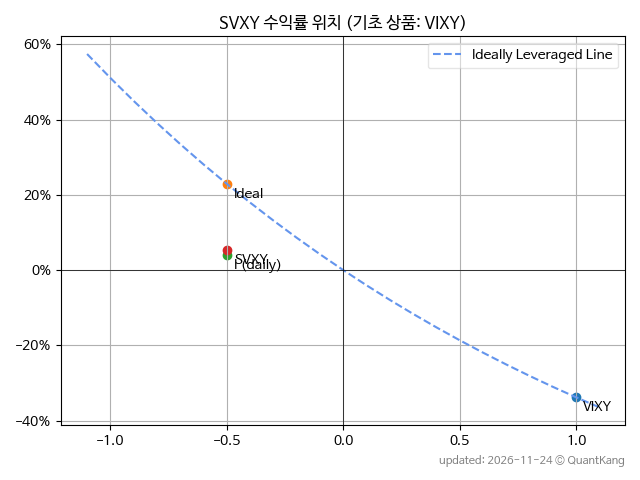 SVXY 수익률 위치 (기초 상품: VIXY)
Ideally Leveraged Line
60%
40%
20%
0%
−20%
−40%
Ideal
SVXY
(daily)
VIXY
−1.0
−0.5
0.0
0.5
1.0
updated: 2026-11-24 © QuantKang